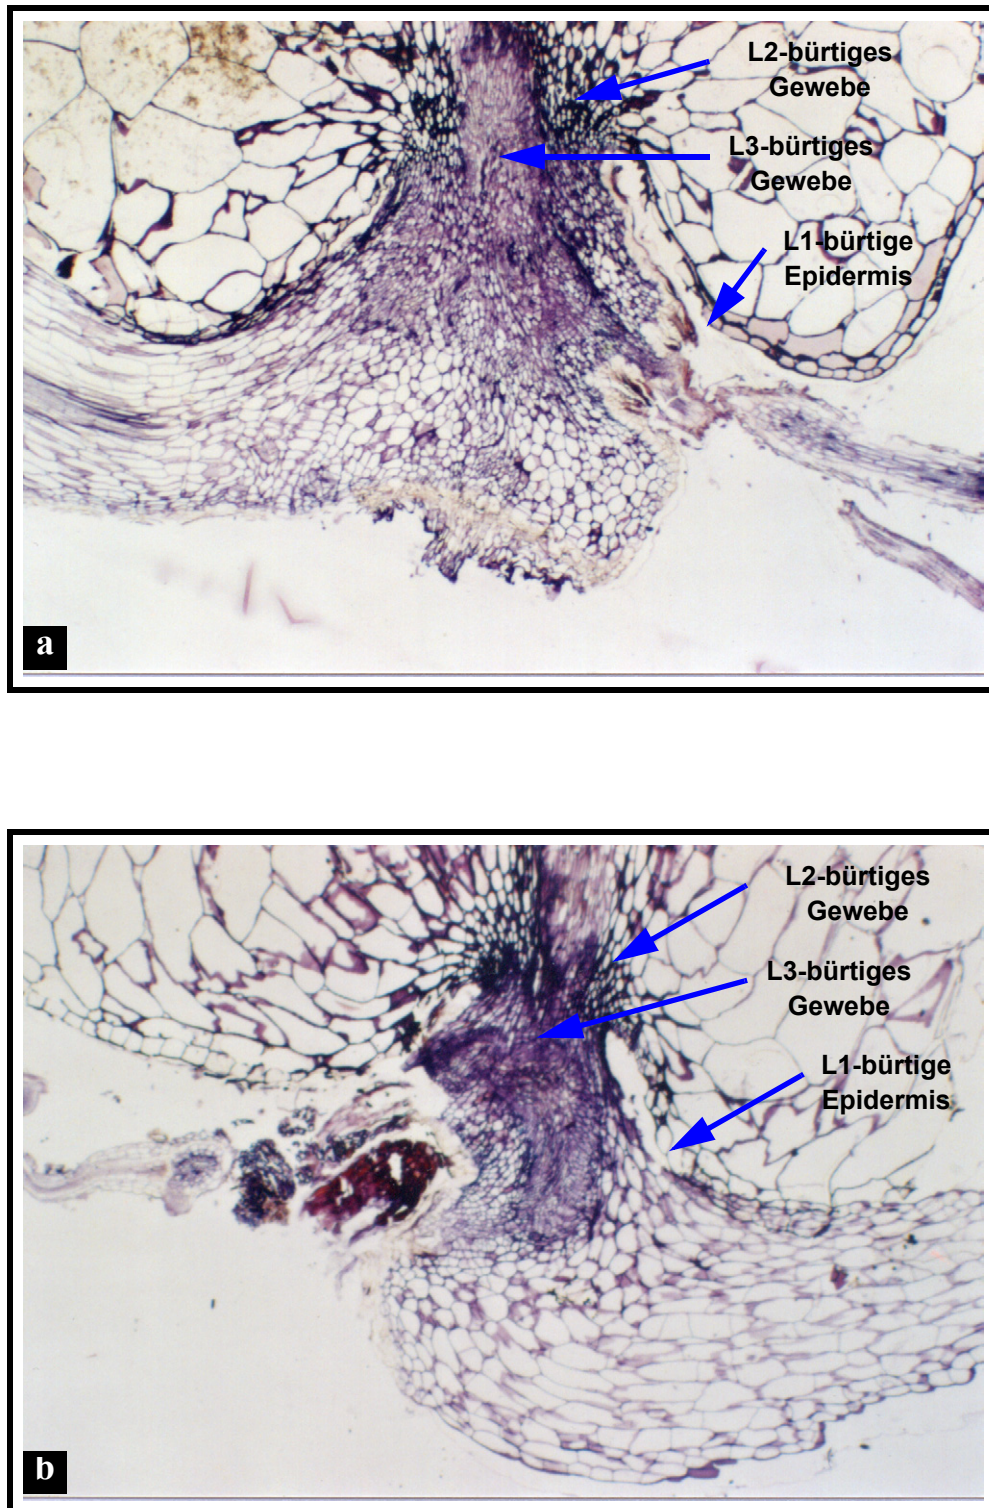 L2-bürtiges
Gewebe
L3-bürtiges
Gewebe
L1-bürtige
Epidermis
a
L2-bürtiges
Gewebe
L3-bürtiges
Gewebe
L1-bürtige
Epidermis
b